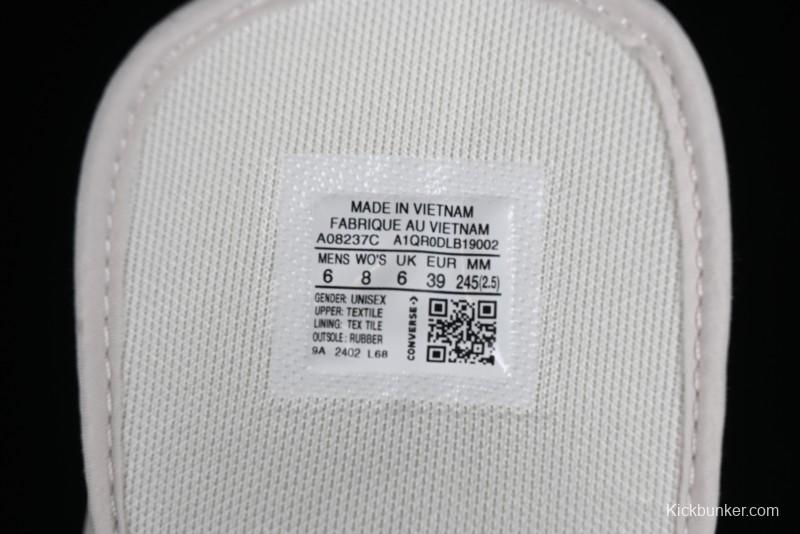 MADE IN VIETNAM
FABRIQUE AU VIETNAM
A08237C A1QR0DLB19002
MENS WO'S UK EUR MM
6 8 6 39 245(2.5)
GENDER: UNISEX
UPPER: TEXTILE
LINING: TEX TILE
OUTSOLE: RUBBER
9A 2402 L68
CONVERSE
Kickbunker.com